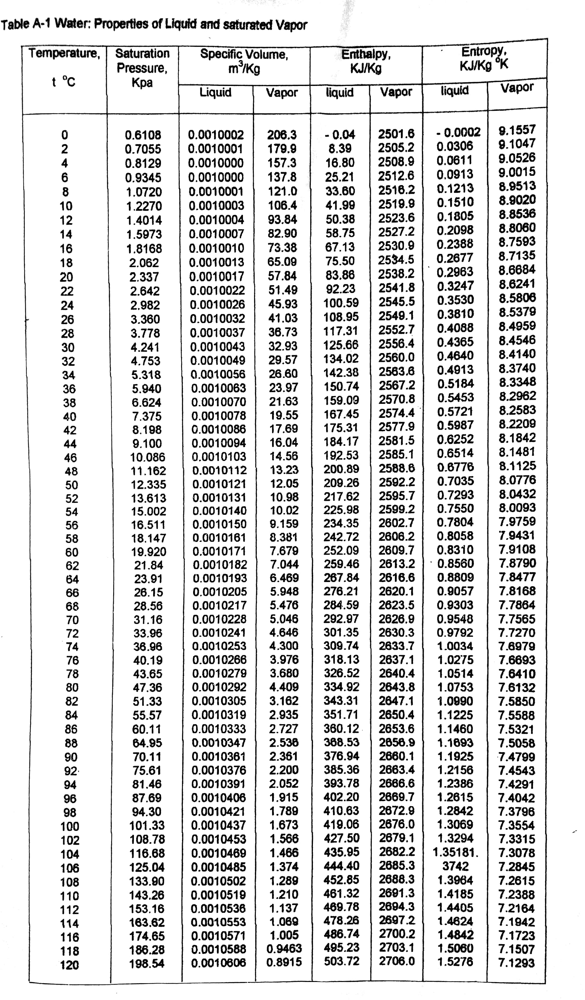 Table A-1 Water: Properties of Liquid and saturated Vapor
Temperature, Saturation Specific Volume, Enthalpy, Entropy,
Pressure, m³/Kg KJ/Kg KJ/Kg ⁰K
t ⁰C Kpa
Liquid Vapor liquid Vapor liquid Vapor
0 0.6108 0.0010002 206.3 - 0.04 2501.6 - 0.0002 9.1557
2 0.7055 0.0010001 179.9 8.39 2505.2 0.0306 9.1047
4 0.8129 0.0010000 157.3 16.80 2508.9 0.0611 9.0526
6 0.9345 0.0010000 137.8 25.21 2512.6 0.0913 9.0015
8 1.0720 0.0010001 121.0 33.60 2516.2 0.1213 8.9513
10 1.2270 0.0010003 106.4 41.99 2519.9 0.1510 8.9020
12 1.4014 0.0010004 93.84 50.38 2523.6 0.1805 8.8536
14 1.5973 0.0010007 82.90 58.75 2527.2 0.2098 8.8060
16 1.8168 0.0010010 73.38 67.13 2530.9 0.2388 8.7593
18 2.062 0.0010013 65.09 75.50 2534.5 0.2677 8.7135
20 2.337 0.0010017 57.84 83.86 2538.2 0.2963 8.6684
22 2.642 0.0010022 51.49 92.23 2541.8 0.3247 8.6241
24 2.982 0.0010026 45.93 100.59 2545.5 0.3530 8.5806
26 3.360 0.0010032 41.03 108.95 2549.1 0.3810 8.5379
28 3.778 0.0010037 36.73 117.31 2552.7 0.4088 8.4959
30 4.241 0.0010043 32.93 125.66 2556.4 0.4365 8.4546
32 4.753 0.0010049 29.57 134.02 2560.0 0.4640 8.4140
34 5.318 0.0010056 26.60 142.38 2563.6 0.4913 8.3740
36 5.940 0.0010063 23.97 150.74 2567.2 0.5184 8.3348
38 6.624 0.0010070 21.63 159.09 2570.8 0.5453 8.2962
40 7.375 0.0010078 19.55 167.45 2574.4 0.5721 8.2583
42 8.198 0.0010086 17.69 175.31 2577.9 0.5987 8.2209
44 9.100 0.0010094 16.04 184.17 2581.5 0.6252 8.1842
46 10.086 0.0010103 14.56 192.53 2585.1 0.6514 8.1481
48 11.162 0.0010112 13.23 200.89 2588.6 0.6776 8.1125
50 12.335 0.0010121 12.05 209.26 2592.2 0.7035 8.0776
52 13.613 0.0010131 10.98 217.62 2595.7 0.7293 8.0432
54 15.002 0.0010140 10.02 225.98 2599.2 0.7550 8.0093
56 16.511 0.0010150 9.159 234.35 2602.7 0.7804 7.9759
58 18.147 0.0010161 8.381 242.72 2606.2 0.8058 7.9431
60 19.920 0.0010171 7.679 252.09 2609.7 0.8310 7.9108
62 21.84 0.0010182 7.044 259.46 2613.2 0.8560 7.8790
64 23.91 0.0010193 6.469 267.84 2616.6 0.8809 7.8477
66 26.15 0.0010205 5.948 276.21 2620.1 0.9057 7.8168
68 28.56 0.0010217 5.476 284.59 2623.5 0.9303 7.7864
70 31.16 0.0010228 5.046 292.97 2626.9 0.9548 7.7565
72 33.96 0.0010241 4.646 301.35 2630.3 0.9792 7.7270
74 36.96 0.0010253 4.300 309.74 2633.7 1.0034 7.6979
76 40.19 0.0010266 3.976 318.13 2637.1 1.0275 7.6693
78 43.65 0.0010279 3.680 326.52 2640.4 1.0514 7.6410
80 47.36 0.0010292 4.409 334.92 2643.8 1.0753 7.6132
82 51.33 0.0010305 3.162 343.31 2647.1 1.0990 7.5850
84 55.57 0.0010319 2.935 351.71 2650.4 1.1225 7.5588
86 60.11 0.0010333 2.727 360.12 2653.6 1.1460 7.5321
88 64.95 0.0010347 2.536 368.53 2656.9 1.1693 7.5058
90 70.11 0.0010361 2.361 376.94 2660.1 1.1925 7.4799
92 75.61 0.0010376 2.200 385.36 2663.4 1.2156 7.4543
94 81.46 0.0010391 2.052 393.78 2666.6 1.2386 7.4291
96 87.69 0.0010406 1.915 402.20 2669.7 1.2615 7.4042
98 94.30 0.0010421 1.789 410.63 2672.9 1.2842 7.3796
100 101.33 0.0010437 1.673 419.06 2676.0 1.3069 7.3554
102 108.78 0.0010453 1.566 427.50 2679.1 1.3294 7.3315
104 116.68 0.0010469 1.466 435.95 2682.2 1.35181. 7.3078
106 125.04 0.0010485 1.374 444.40 2685.3 3742 7.2845
108 133.90 0.0010502 1.289 452.85 2688.3 1.3964 7.2615
110 143.26 0.0010519 1.210 461.32 2691.3 1.4185 7.2388
112 153.16 0.0010536 1.137 469.78 2694.3 1.4405 7.2164
114 163.62 0.0010553 1.069 478.26 2697.2 1.4624 7.1942
116 174.65 0.0010571 1.005 486.74 2700.2 1.4842 7.1723
118 186.28 0.0010588 0.9463 495.23 2703.1 1.5060 7.1507
120 198.54 0.0010606 0.8915 503.72 2706.0 1.5276 7.1293